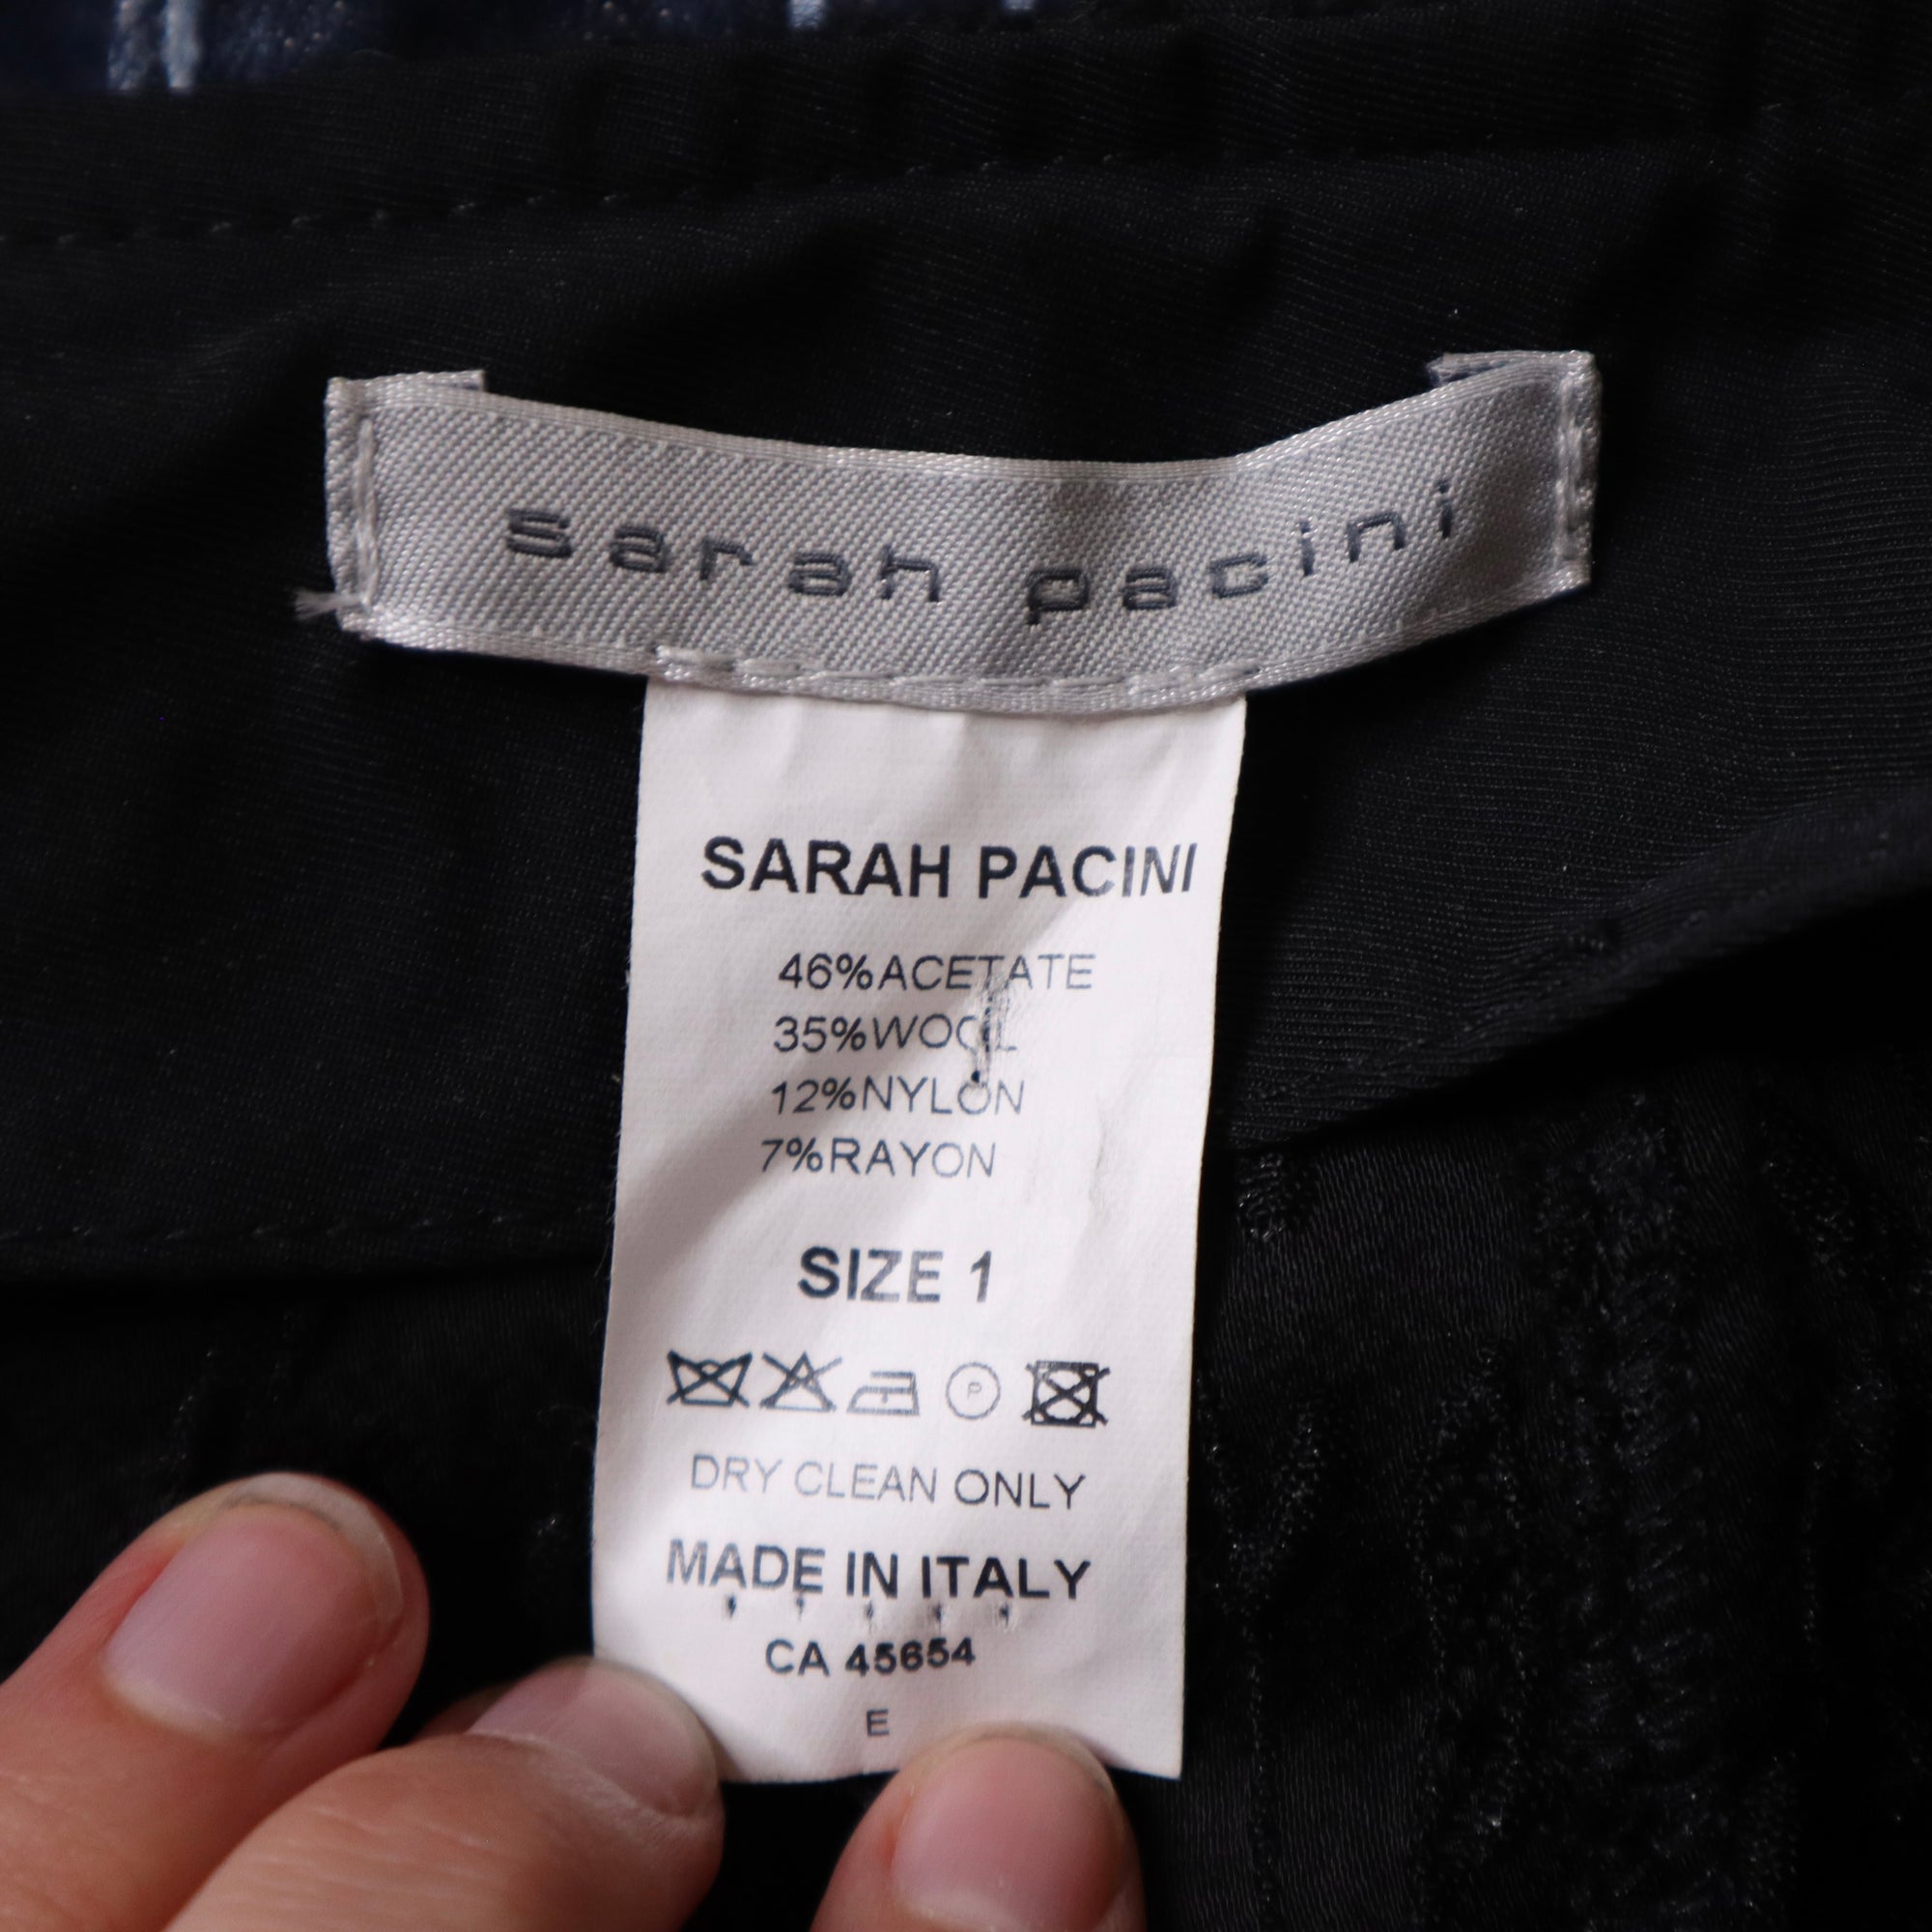 sarah pacini
SARAH PACINI
46%ACETATE
35%WOOL
12%NYLON
7%RAYON
SIZE 1
P
DRY CLEAN ONLY
MADE IN ITALY
CA 45654
E